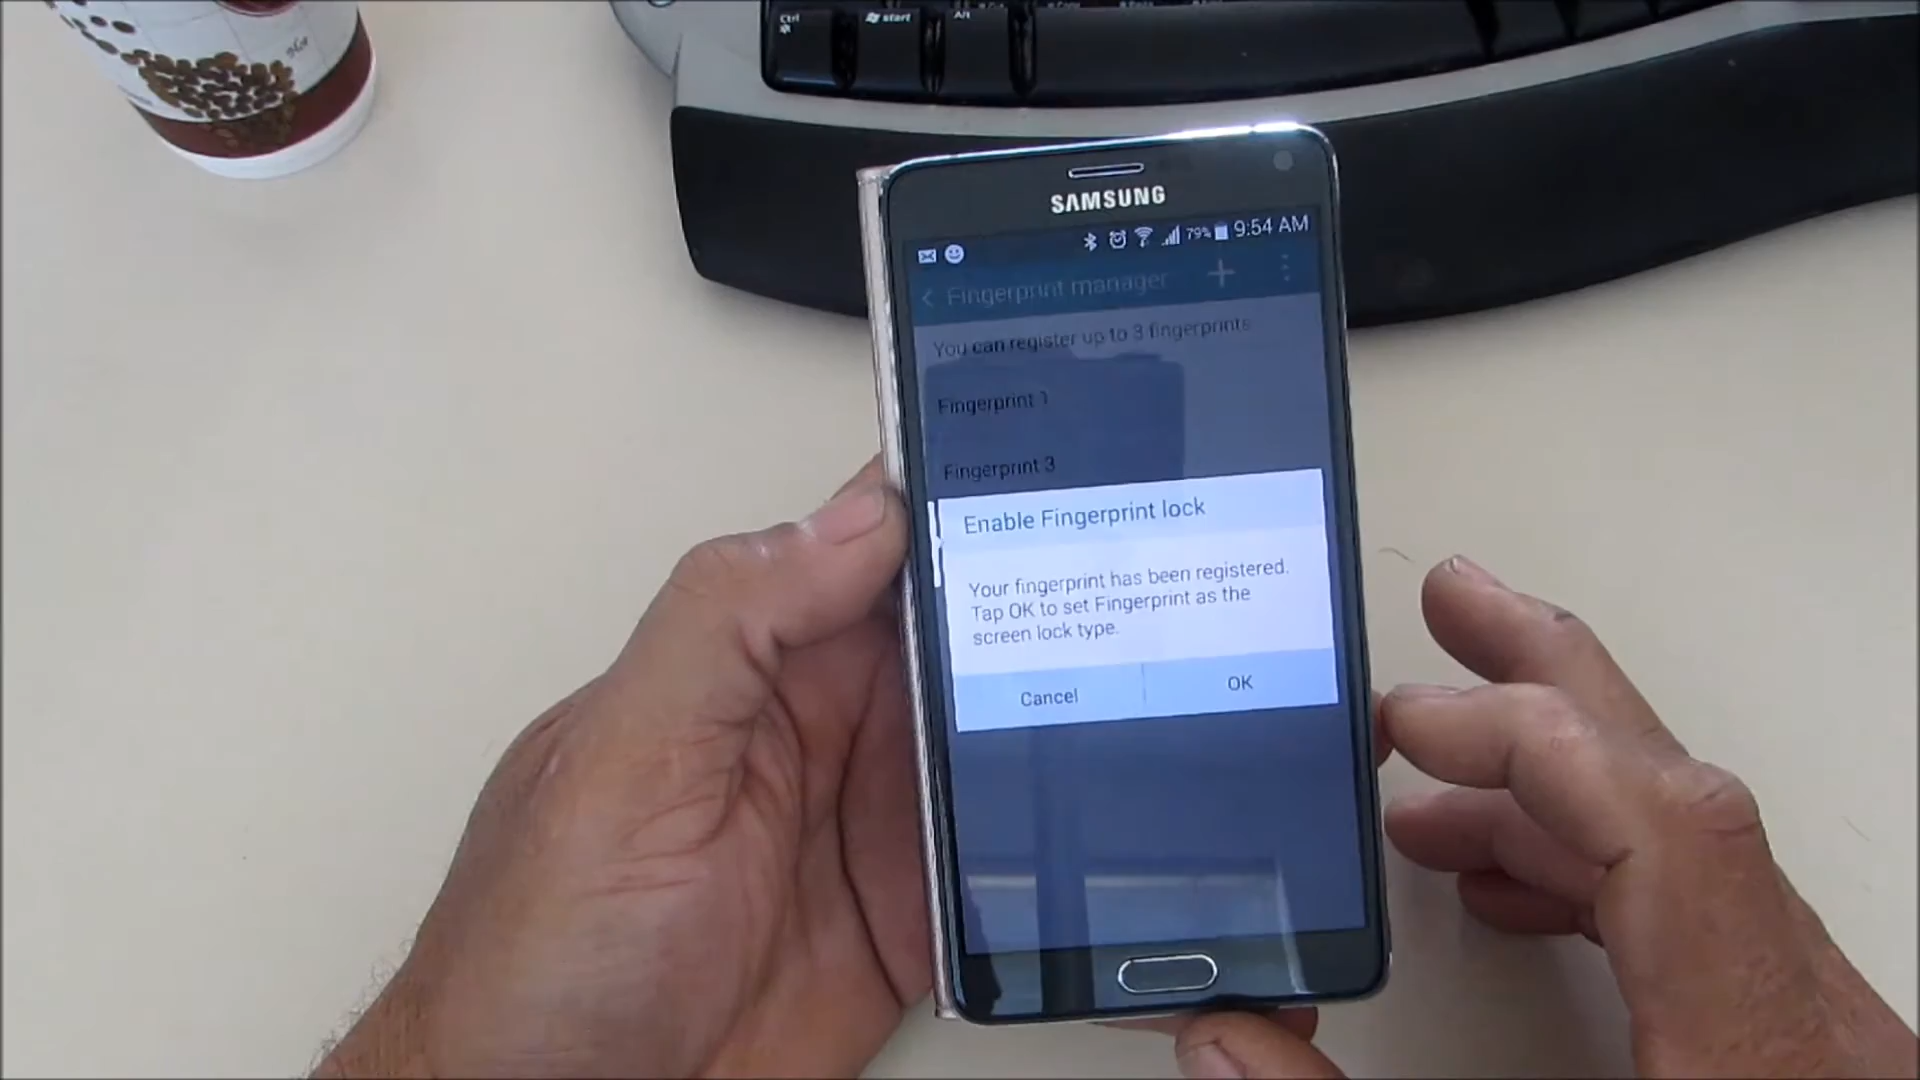 Ctrl
start
Alt
SAMSUNG
79% 9:54 AM
Fingerprint manager
You can register up to 3 fingerprints
Fingerprint 1
Fingerprint 3
Enable Fingerprint lock
Your fingerprint has been registered.
Tap OK to set Fingerprint as the
screen lock type.
Cancel
OK